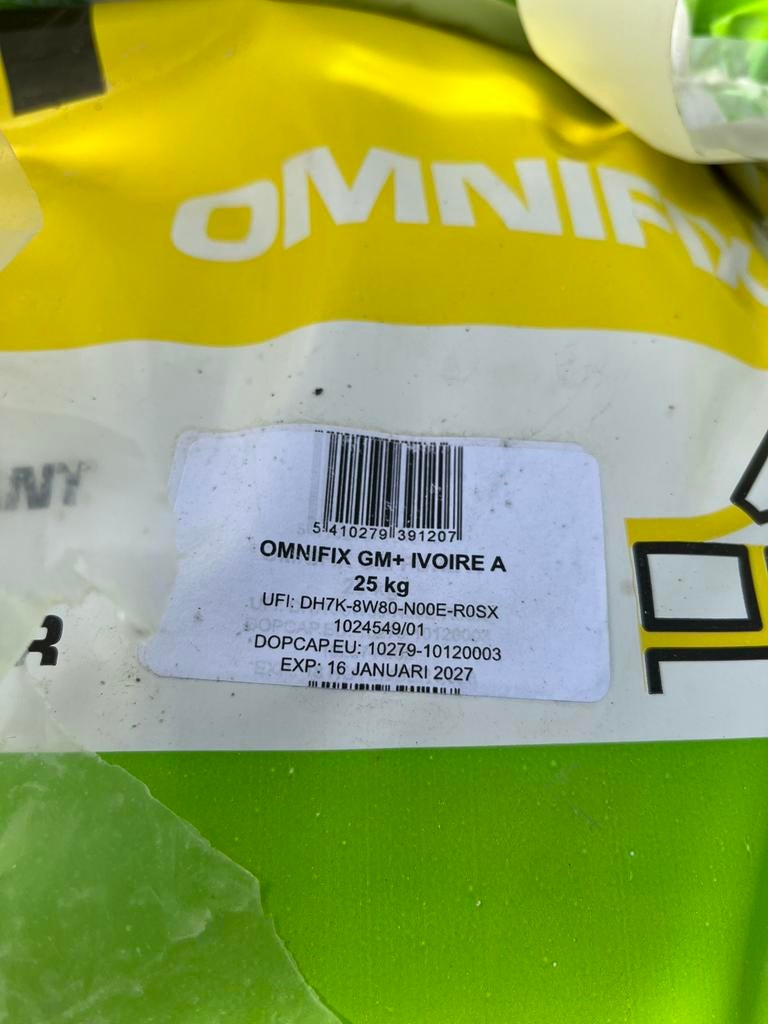 OMNIFIX
ANY
5 410279 391207
OMNIFIX GM+ IVOIRE A
25 kg
UFI: DH7K-8W80-N00E-R0SX
1024549/01
DOPCAP.EU: 10279-10120003
EXP: 16 JANUARI 2027
R